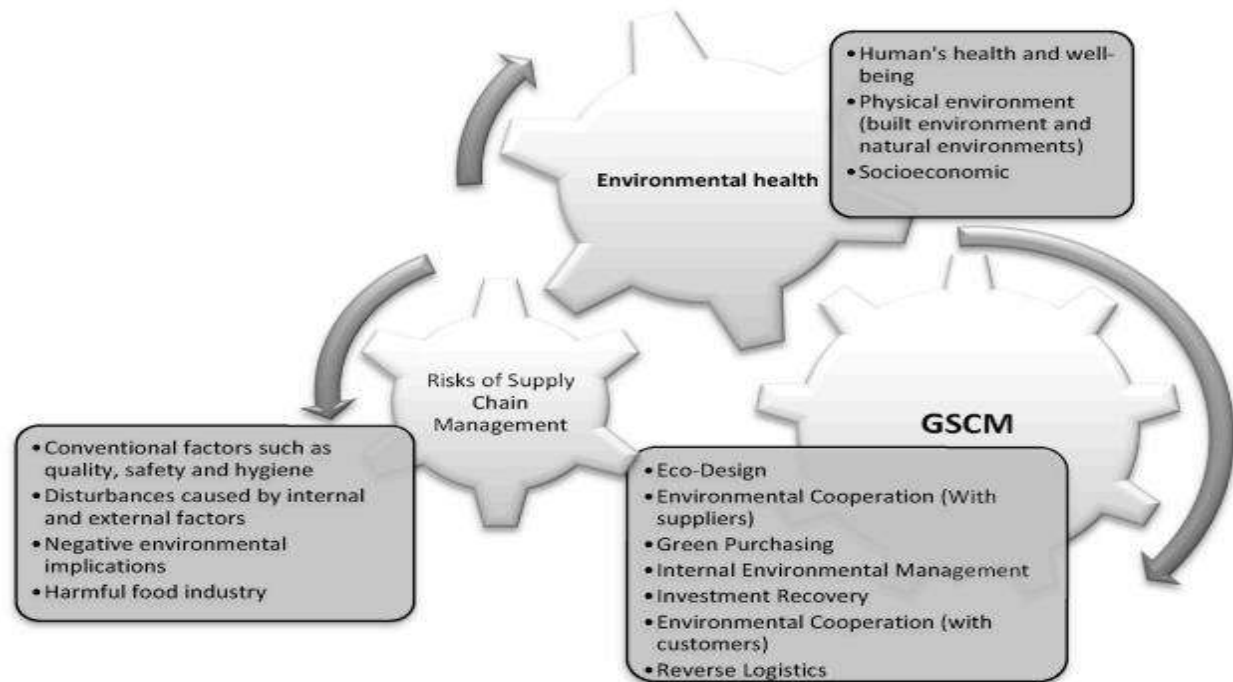 • Human's health and well-
being
• Physical environment
(built environment and
natural environments)
• Socioeconomic
Environmental health
Risks of Supply
Chain
Management
GSCM
• Conventional factors such as
quality, safety and hygiene
• Disturbances caused by internal
and external factors
• Negative environmental
implications
• Harmful food industry
• Eco-Design
• Environmental Cooperation (With
suppliers)
• Green Purchasing
• Internal Environmental Management
• Investment Recovery
• Environmental Cooperation (with
customers)
• Reverse Logistics